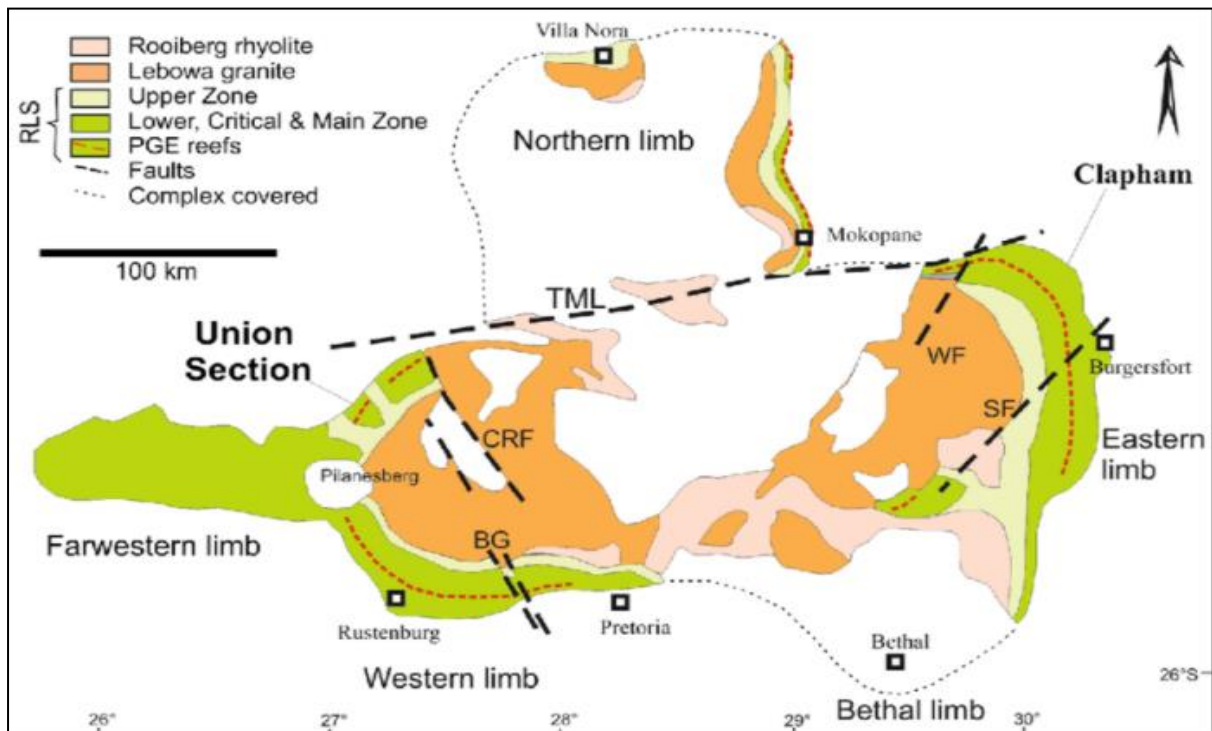 Rooiberg rhyolite
Lebowa granite
Upper Zone
Lower, Critical & Main Zone
PGE reefs
RLS
Faults
Complex covered
100 km
Villa Nora
Northern limb
Clapham
Mokopane
TML
Union
Section
WF
Burgersfort
SF
CRF
Eastern
limb
Pilanesberg
Farwestern limb
BG
Rustenburg
Pretoria
Bethal
Western limb
26°S
Bethal limb
26°
27°
28°
29°
30°